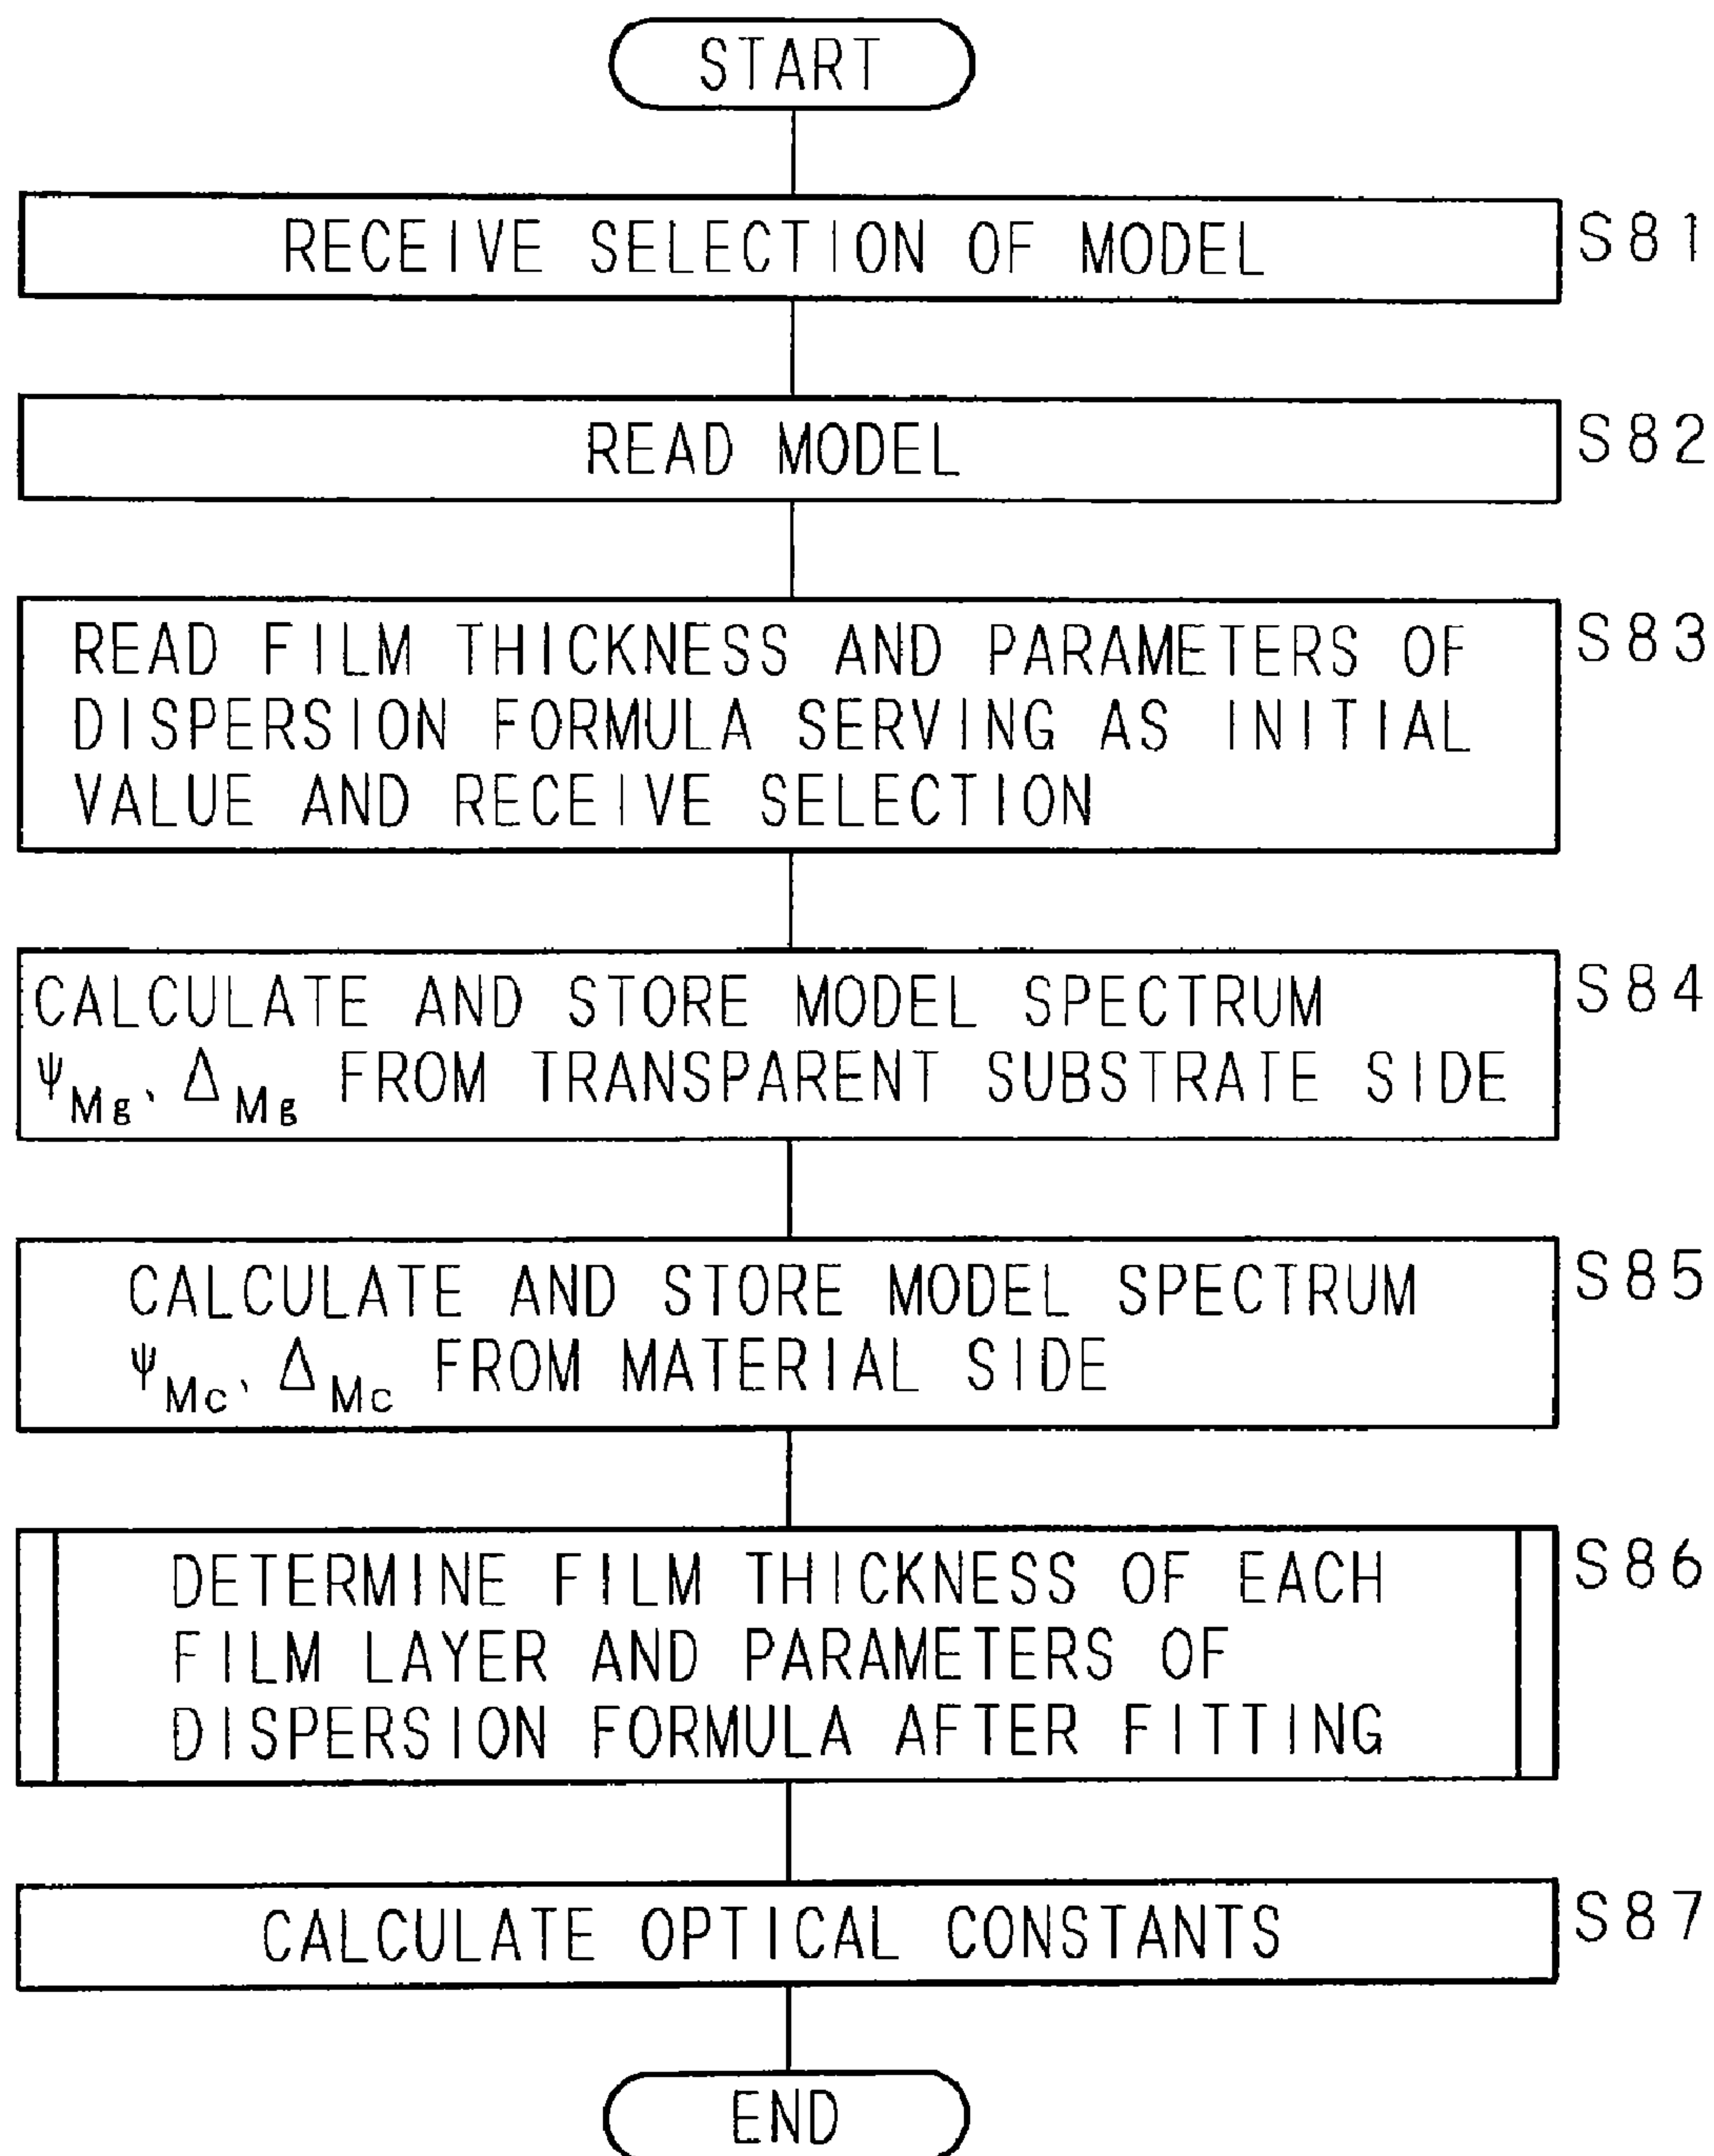 START
RECEIVE SELECTION OF MODEL S81
READ MODEL S82
READ FILM THICKNESS AND PARAMETERS OF S83
DISPERSION FORMULA SERVING AS INITIAL
VALUE AND RECEIVE SELECTION
CALCULATE AND STORE MODEL SPECTRUM S84
ψMg、ΔMg FROM TRANSPARENT SUBSTRATE SIDE
CALCULATE AND STORE MODEL SPECTRUM S85
ψMc、ΔMc FROM MATERIAL SIDE
DETERMINE FILM THICKNESS OF EACH S86
FILM LAYER AND PARAMETERS OF
DISPERSION FORMULA AFTER FITTING
CALCULATE OPTICAL CONSTANTS S87
END